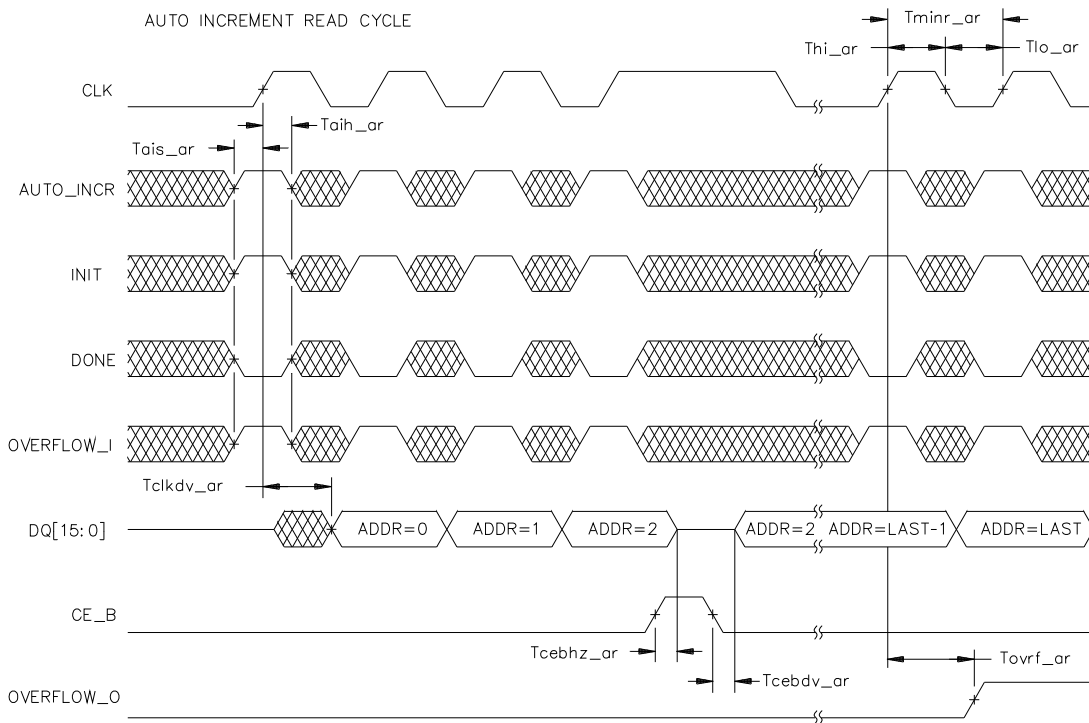 AUTO INCREMENT READ CYCLE
Tminr_ar
Thi_ar
Tlo_ar
CLK
Taih_ar
Tais_ar
AUTO_INCR
INIT
DONE
OVERFLOW_I
Tclkdv_ar
DQ[15:0]
ADDR=0
ADDR=1
ADDR=2
ADDR=2
ADDR=LAST-1
ADDR=LAST
CE_B
Tcebhz_ar
Tovrf_ar
Tcebdv_ar
OVERFLOW_O